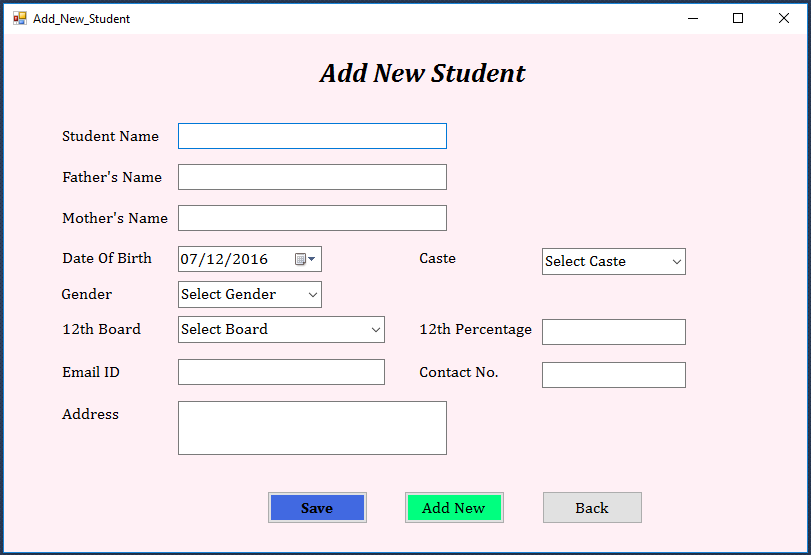 Add_New_Student
Add New Student
Student Name
Father's Name
Mother's Name
Date Of Birth 07/12/2016 Caste Select Caste
Gender Select Gender
12th Board Select Board 12th Percentage
Email ID Contact No.
Address
Save Add New Back